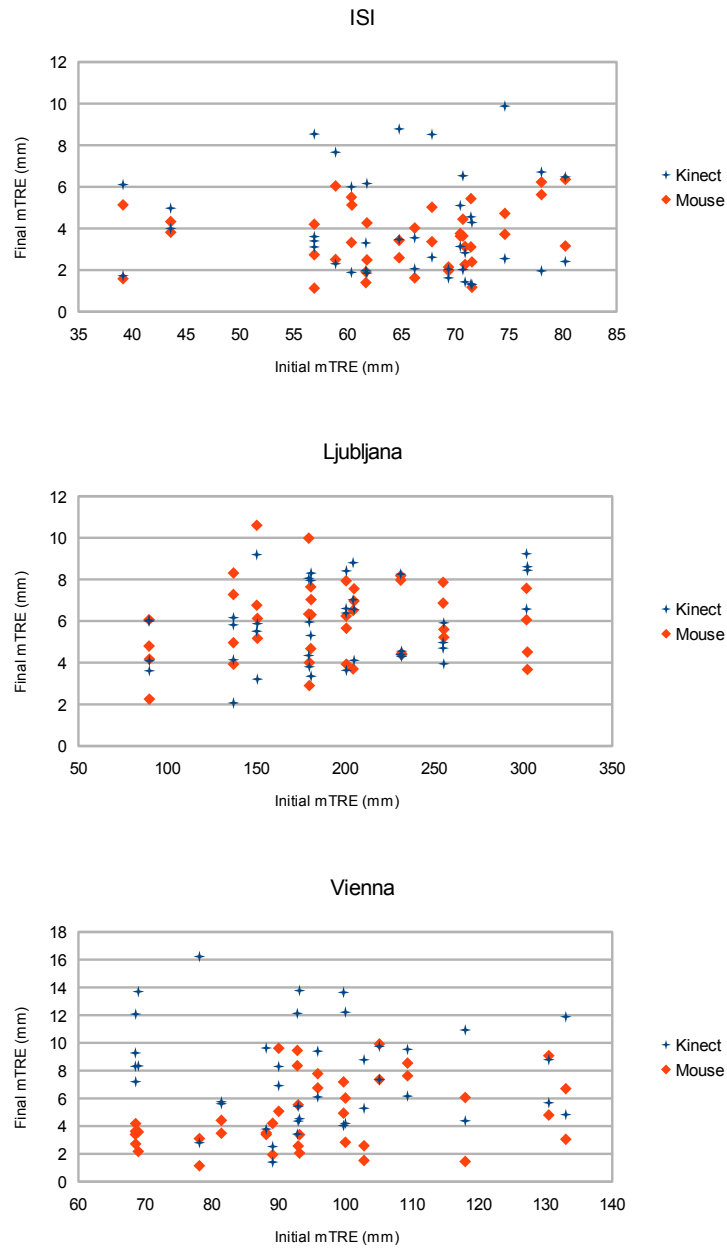 ISI
12
10
8
6
4
2
0
Final mTRE (mm)
35 40 45 50 55 60 65 70 75 80 85
Initial mTRE (mm)
Kinect
Mouse
Ljubljana
12
10
8
6
4
2
0
Final mTRE (mm)
50 100 150 200 250 300 350
Initial mTRE (mm)
Kinect
Mouse
Vienna
18
16
14
12
10
8
6
4
2
0
Final mTRE (mm)
60 70 80 90 100 110 120 130 140
Initial mTRE (mm)
Kinect
Mouse